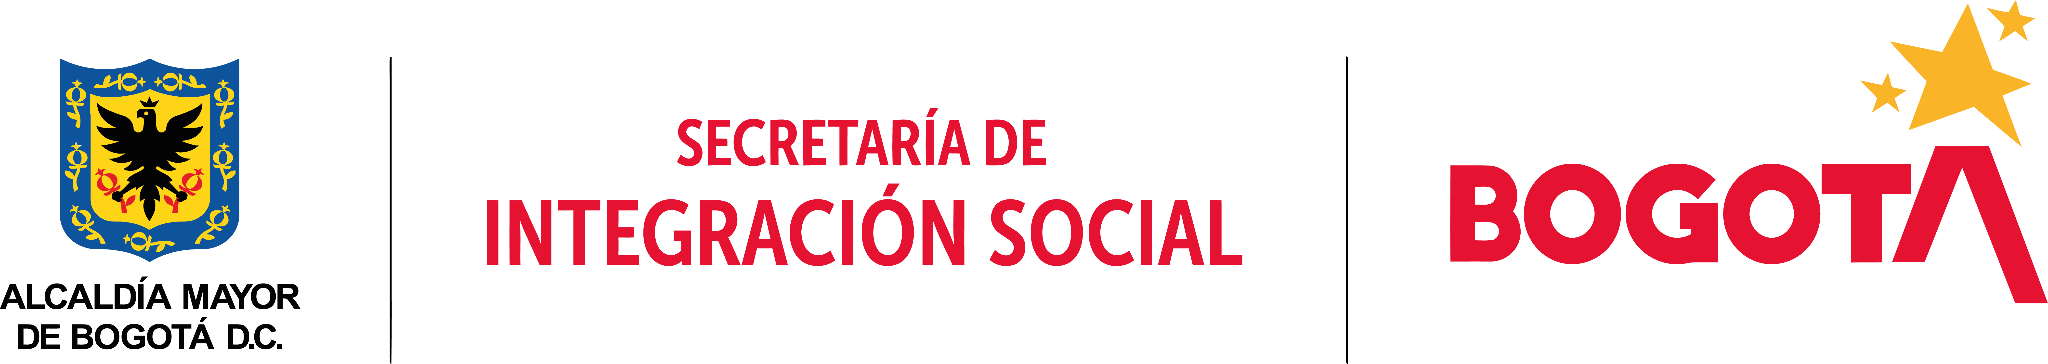 ALCALDÍA MAYOR
DE BOGOTÁ D.C.
SECRETARÍA DE
INTEGRACIÓN SOCIAL
BOGOTÁ